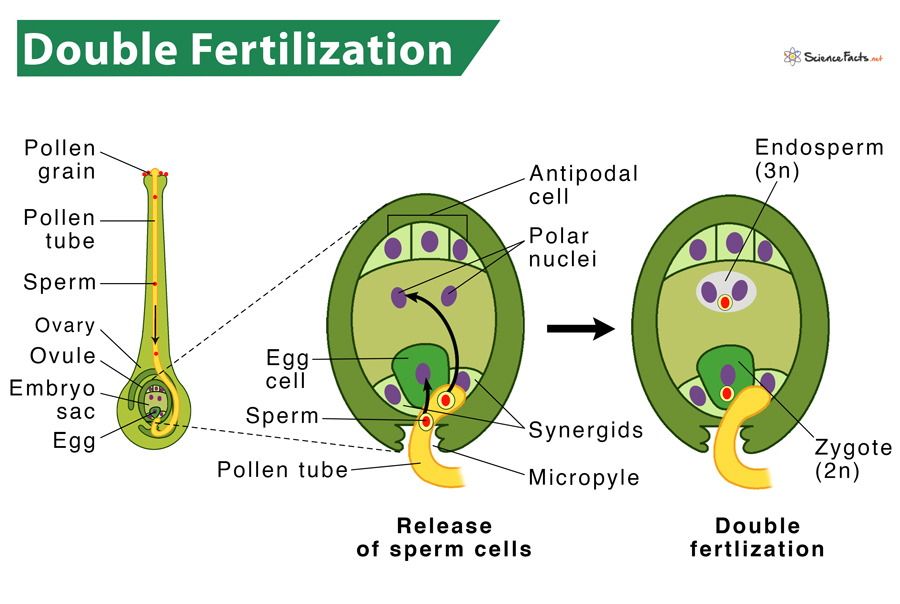 Double Fertilization
ScienceFacts.net
Pollen
grain
Pollen
tube
Sperm
Ovary
Ovule
Embryo
sac
Egg
Antipodal
cell
Polar
nuclei
Egg
cell
Sperm
Pollen tube
Synergids
Micropyle
Release
of sperm cells
Endosperm
(3n)
Zygote
(2n)
Double
fertlization